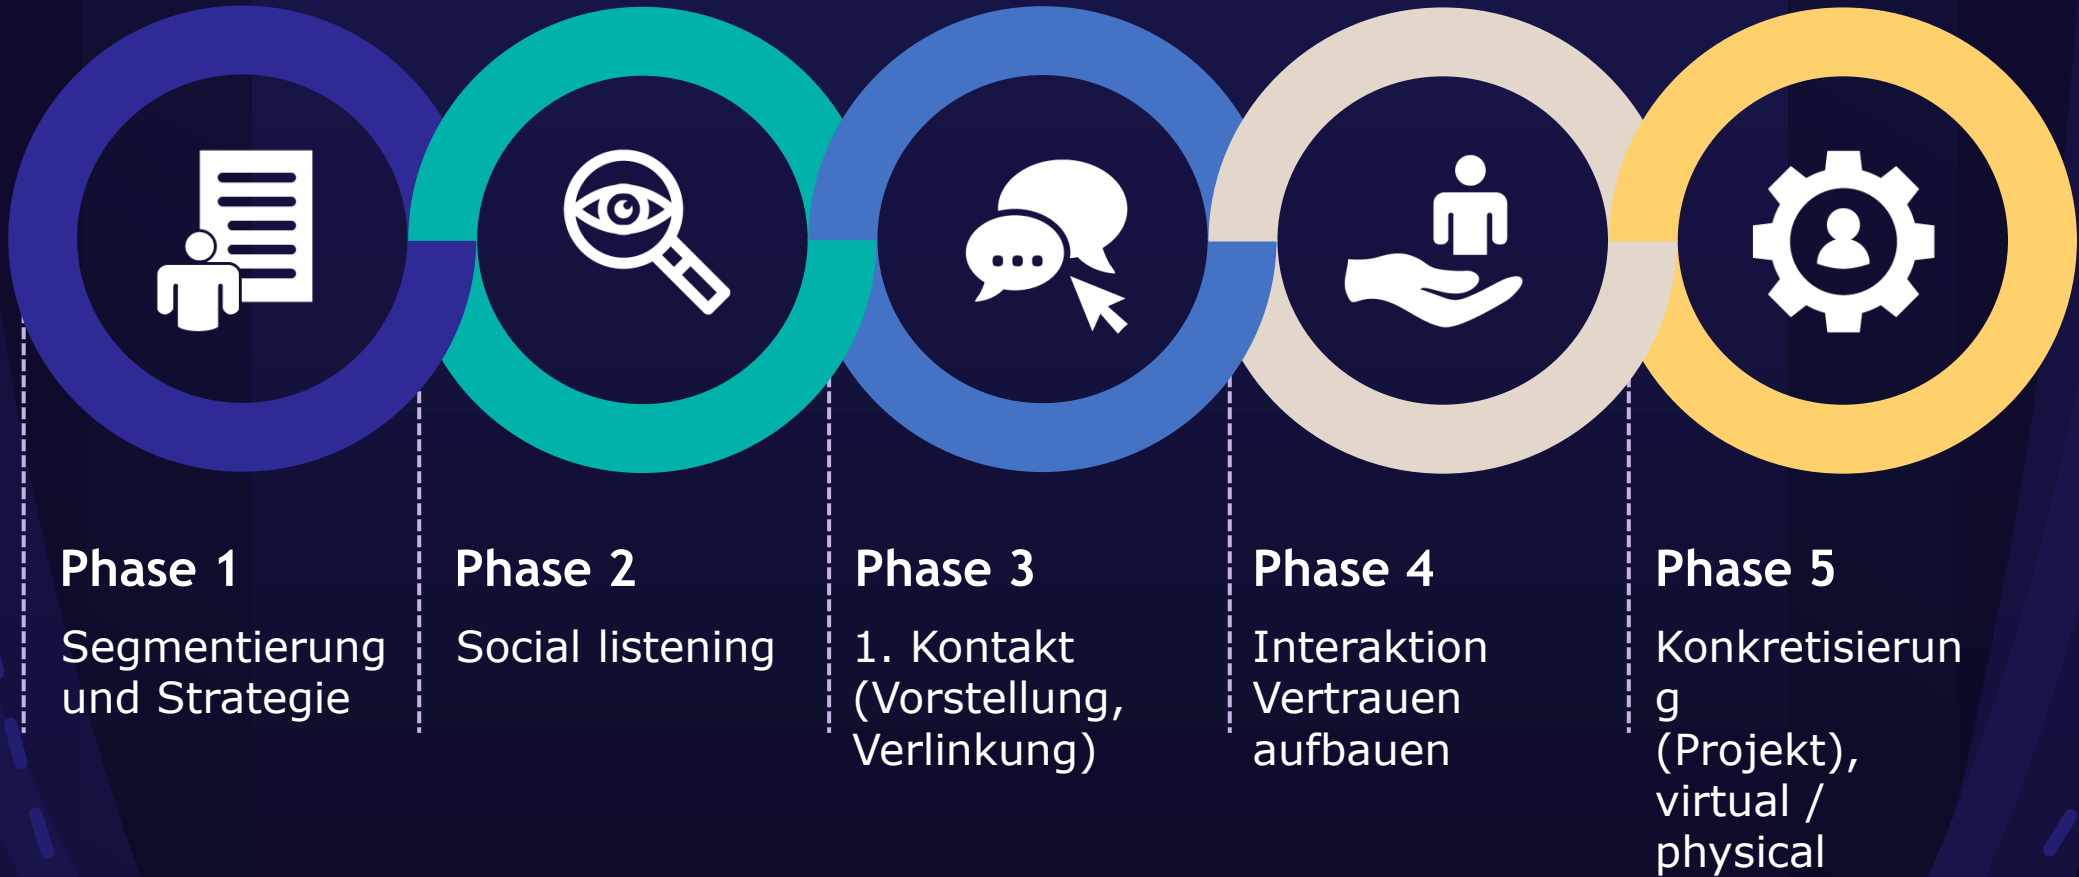 Phase 1
Segmentierung
und Strategie
Phase 2
Social listening
Phase 3
1. Kontakt
(Vorstellung,
Verlinkung)
Phase 4
Interaktion
Vertrauen
aufbauen
Phase 5
Konkretisierun
g
(Projekt),
virtual /
physical